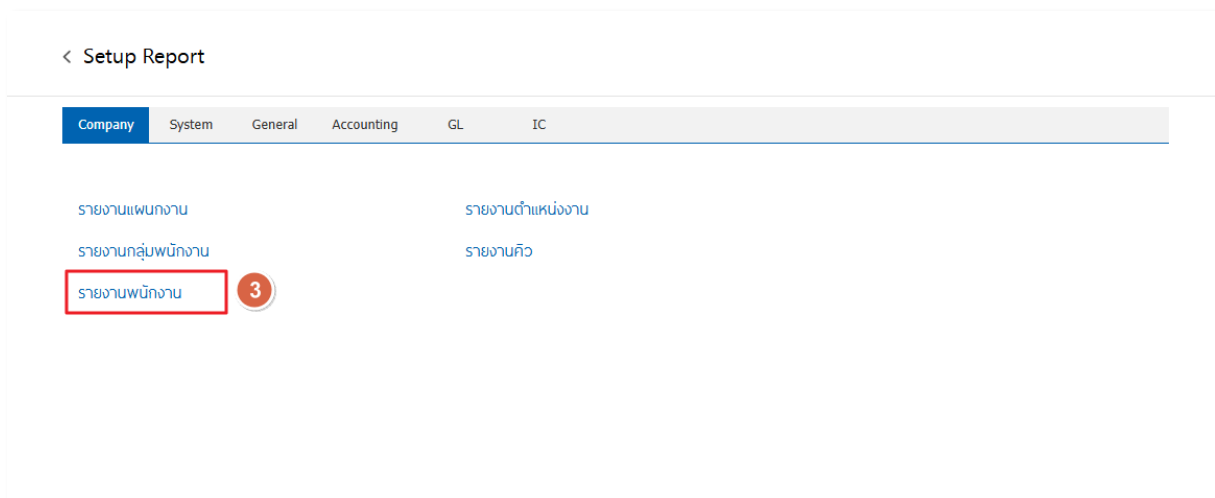 < Setup Report
Company System General Accounting GL IC
รายงานแผนกงาน รายงานตำแหน่งงาน
รายงานกลุ่มพนักงาน รายงานคิว
รายงานพนักงาน 3